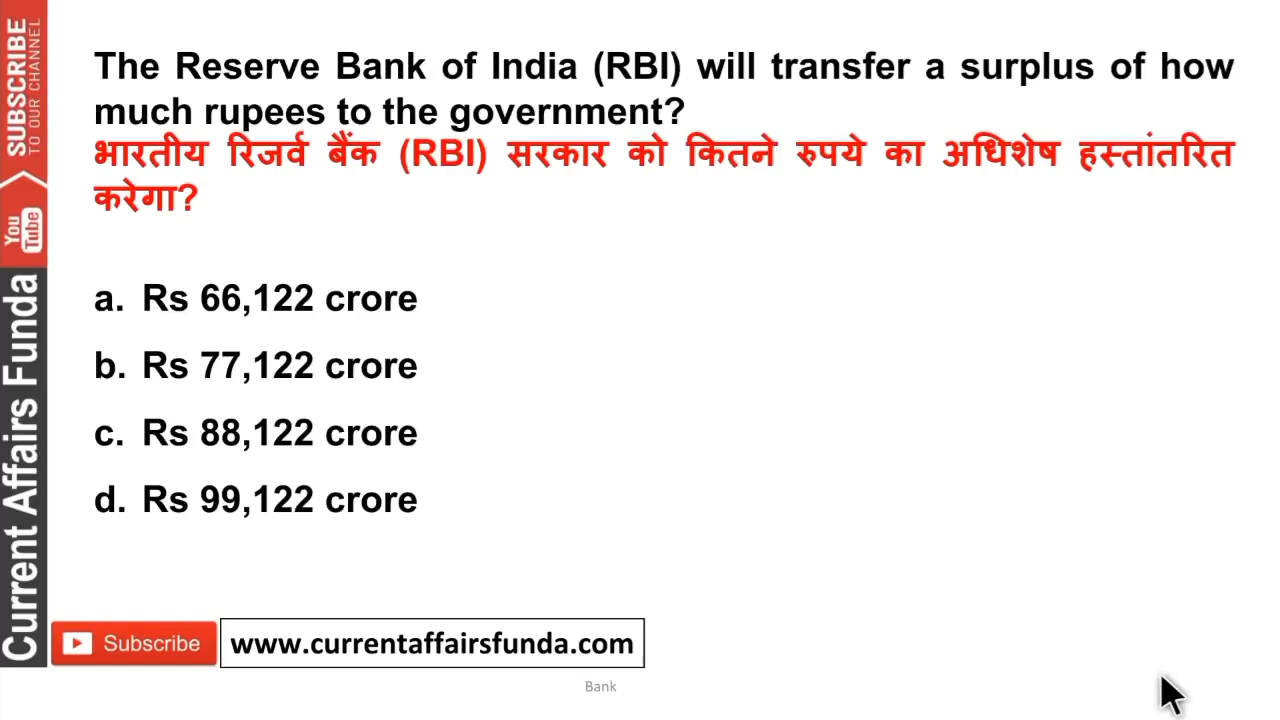 The Reserve Bank of India (RBI) will transfer a surplus of how
much rupees to the government?
भारतीय रिजर्व बैंक (RBI) सरकार को कितने रुपये का अधिशेष हस्तांतरित
करेगा?
a. Rs 66,122 crore
b. Rs 77,122 crore
c. Rs 88,122 crore
d. Rs 99,122 crore
SUBSCRIBE
TO OUR CHANNEL
You
Tube
Current Affairs Funda
Subscribe
www.currentaffairsfunda.com
Bank